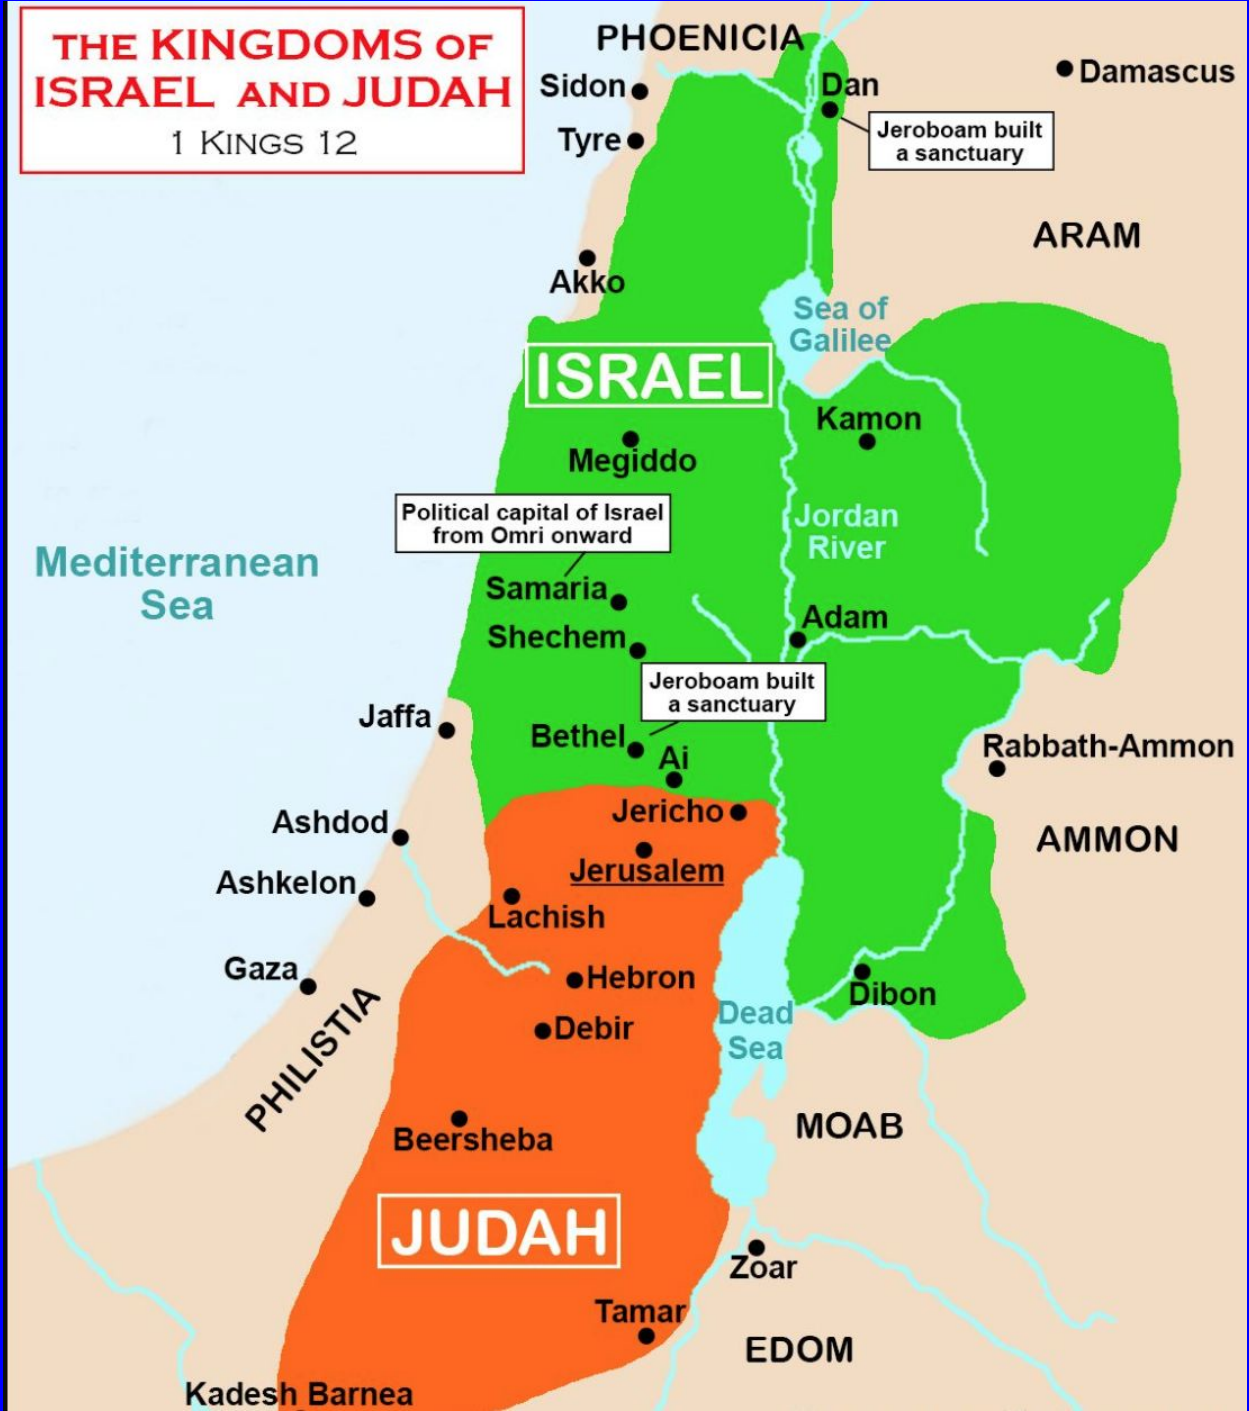 THE KINGDOMS OF
ISRAEL AND JUDAH
1 KINGS 12
PHOENICIA
Sidon
Dan
Damascus
Tyre
Jeroboam built
a sanctuary
ARAM
Akko
Sea of
Galilee
ISRAEL
Kamon
Megiddo
Political capital of Israel
from Omri onward
Jordan
River
Mediterranean
Sea
Samaria
Adam
Shechem
Jeroboam built
a sanctuary
Jaffa
Bethel
Ai
Rabbath-Ammon
Jericho
Ashdod
AMMON
Jerusalem
Ashkelon
Lachish
Gaza
Hebron
Dibon
PHILISTIA
Debir
Dead
Sea
MOAB
Beersheba
JUDAH
Zoar
Tamar
EDOM
Kadesh Barnea